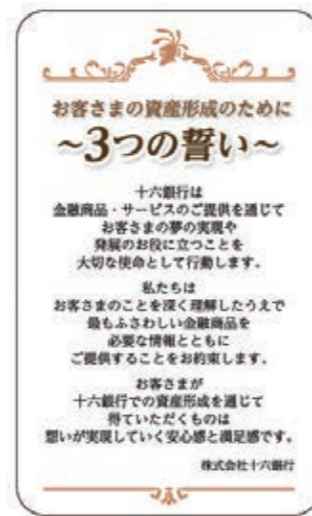 お客さまの資産形成のために
～3つの誓い～
十六銀行は
金融商品・サービスのご提供を通じて
お客さまの夢の実現や
発展のお役に立つことを
大切な使命として行動します。
私たちは
お客さまのことを深く理解したうえで
最もふさわしい金融商品を
必要な情報とともに
ご提供することをお約束します。
お客さまが
十六銀行での資産形成を通じて
得ていただくものは
想いが実現していく安心感と満足感です。
株式会社十六銀行